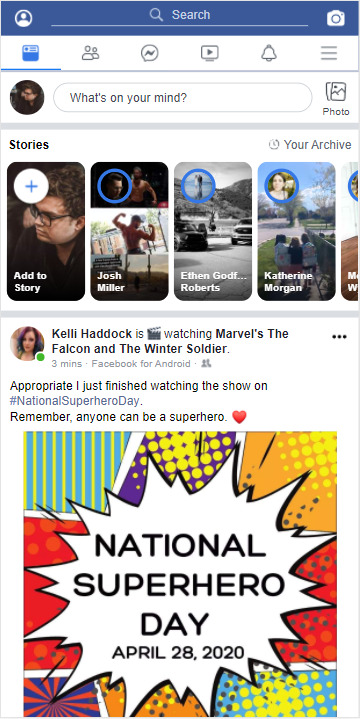 Search
What's on your mind?
Photo
Stories
Your Archive
Add to
Story
Josh
Miller
Ethen Godf...
Roberts
Katherine
Morgan
Kelli Haddock is 🎬 watching Marvel's The
Falcon and The Winter Soldier.
3 mins · Facebook for Android ·
Appropriate I just finished watching the show on
#NationalSuperheroDay.
Remember, anyone can be a superhero. ❤️
NATIONAL
SUPERHERO
DAY
APRIL 28, 2020